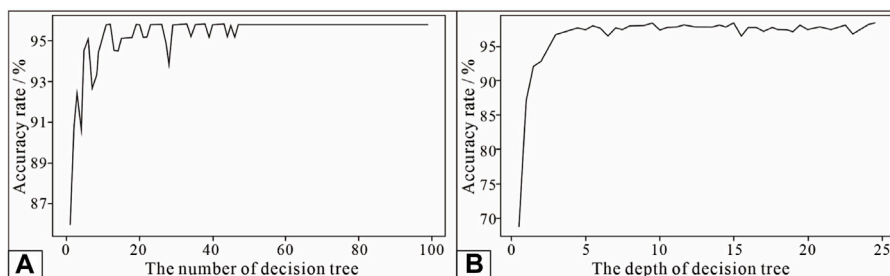 Accuracy rate / %
95
93
91
89
87
0 20 40 60 80 100
The number of decision tree
A
Accuracy rate / %
95
90
85
80
75
70
0 5 10 15 20 25
The depth of decision tree
B